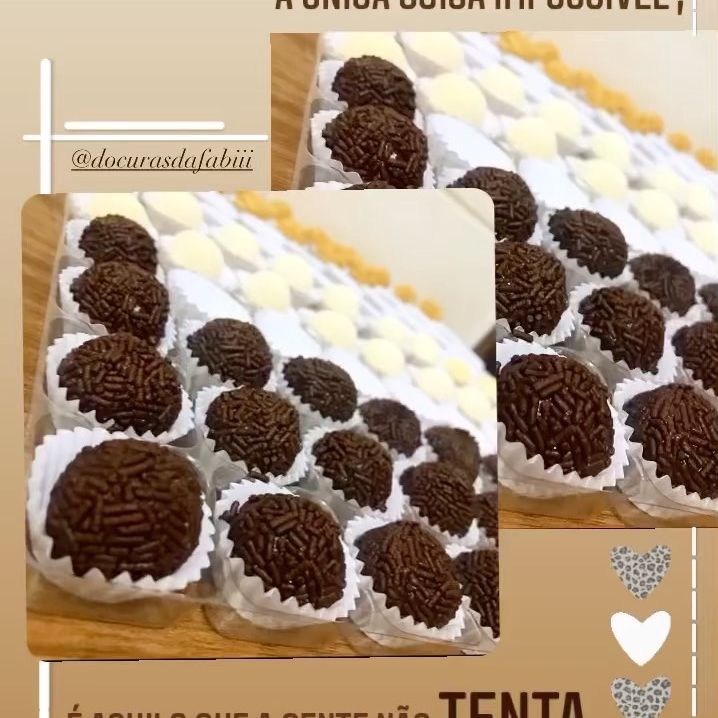 A ÚNICA COISA IMPOSSÍVEL,
@docurasdafabiii
É AQUILO QUE A GENTE NÃO TENTA